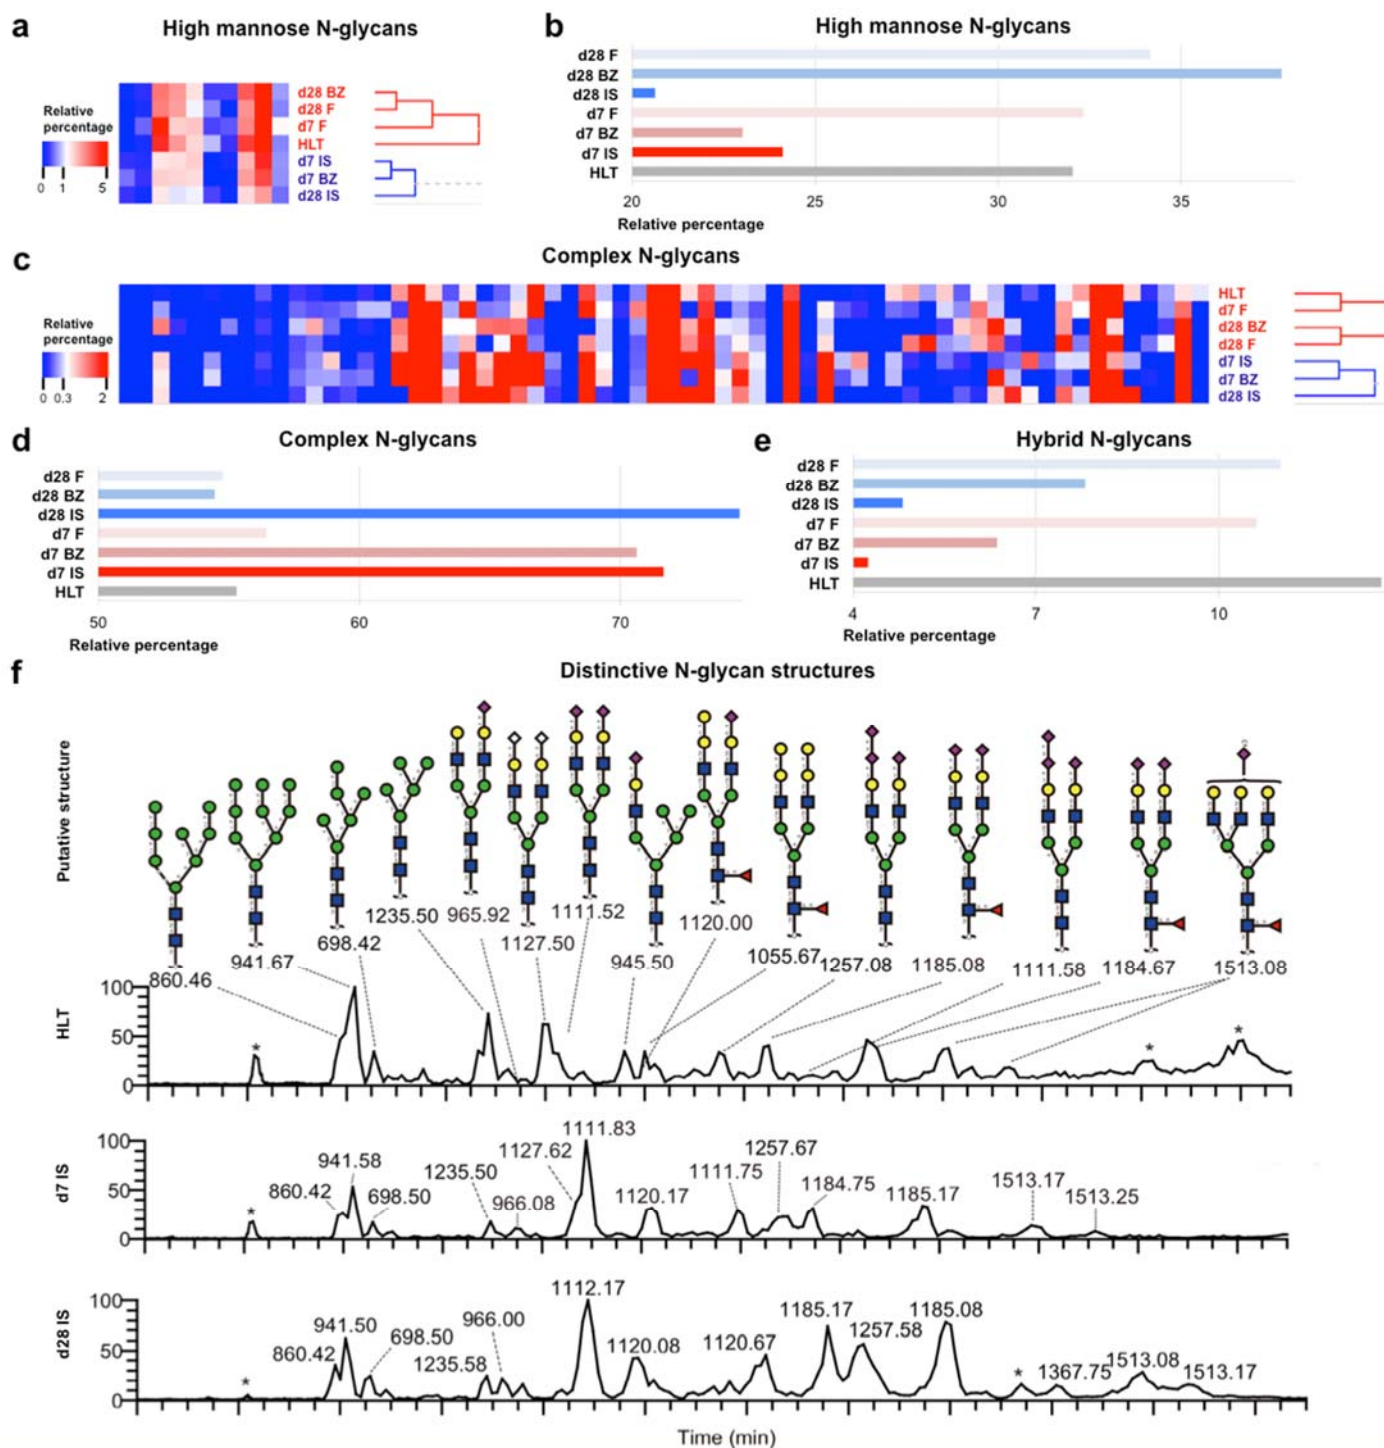 a
High mannose N-glycans
Relative
percentage
0 1 5
d28 BZ
d28 F
d7 F
HLT
d7 IS
d7 BZ
d28 IS
b
High mannose N-glycans
d28 F
d28 BZ
d28 IS
d7 F
d7 BZ
d7 IS
HLT
20 25 30 35
Relative percentage
c
Complex N-glycans
Relative
percentage
0 0.3 2
HLT
d7 F
d28 BZ
d28 F
d7 IS
d7 BZ
d28 IS
d
Complex N-glycans
d28 F
d28 BZ
d28 IS
d7 F
d7 BZ
d7 IS
HLT
50 60 70
Relative percentage
e
Hybrid N-glycans
d28 F
d28 BZ
d28 IS
d7 F
d7 BZ
d7 IS
HLT
4 7 10
Relative percentage
f
Distinctive N-glycan structures
Putative structure
860.46 941.67 698.42 1235.50 965.92 1127.50 1111.52 945.50 1120.00 1055.67 1257.08 1185.08 1111.58 1184.67 1513.08
HLT
100
50
0
* * *
d7 IS
100
50
0
* 860.42 941.58 698.50 1235.50 966.08 1127.62 1111.83 1120.17 1111.75 1257.67 1184.75 1185.17 1513.17 1513.25
d28 IS
100
50
0
* 860.42 941.50 698.50 1235.58 966.00 1112.17 1120.08 1120.67 1185.17 1257.58 1185.08 * 1367.75 1513.08 1513.17
Time (min)